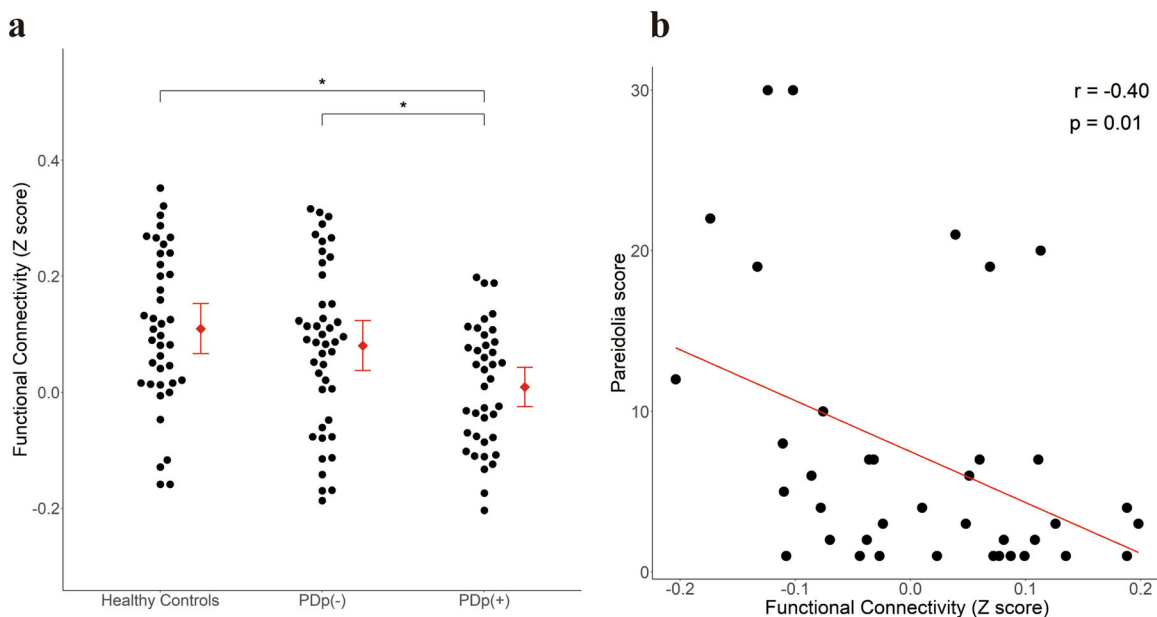 a
*
*
Functional Connectivity (Z score)
0.4
0.2
0.0
-0.2
Healthy Controls
PDp(-)
PDp(+)
b
r = -0.40
p = 0.01
Pareidolia score
30
20
10
0
-0.2
-0.1
0.0
0.1
0.2
Functional Connectivity (Z score)